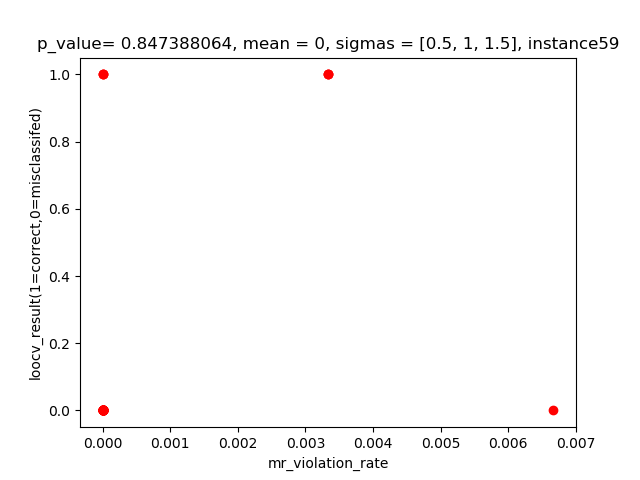 p_value= 0.847388064, mean = 0, sigmas = [0.5, 1, 1.5], instance59
1.0
0.8
0.6
0.4
0.2
0.0
loocv_result(1=correct,0=misclassifed)
0.000 0.001 0.002 0.003 0.004 0.005 0.006 0.007
mr_violation_rate